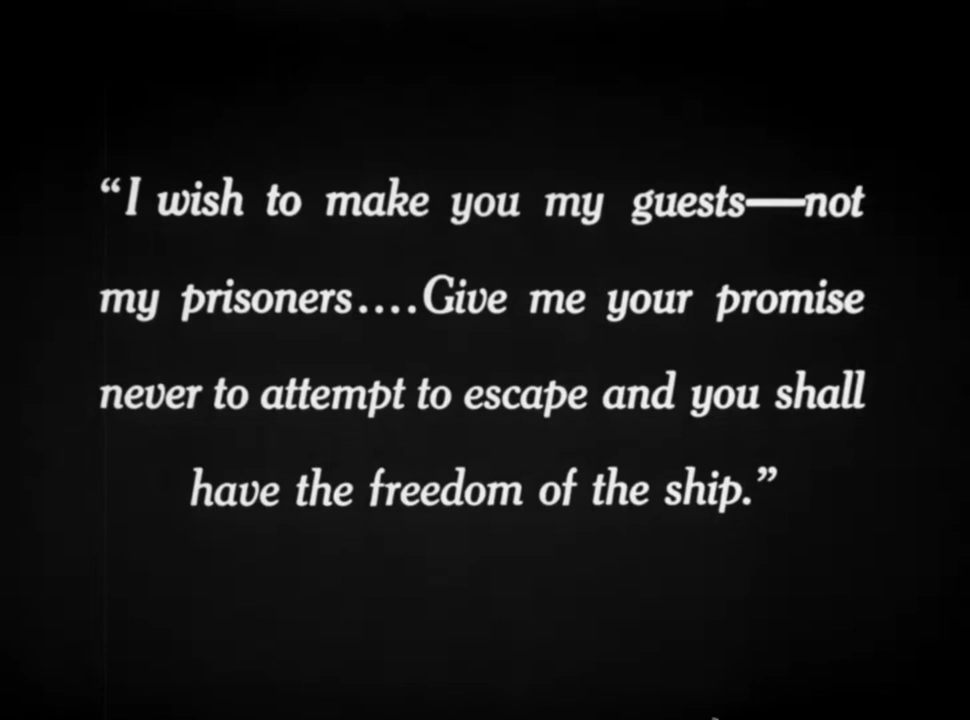 “I wish to make you my guests—not
my prisoners....Give me your promise
never to attempt to escape and you shall
have the freedom of the ship.”